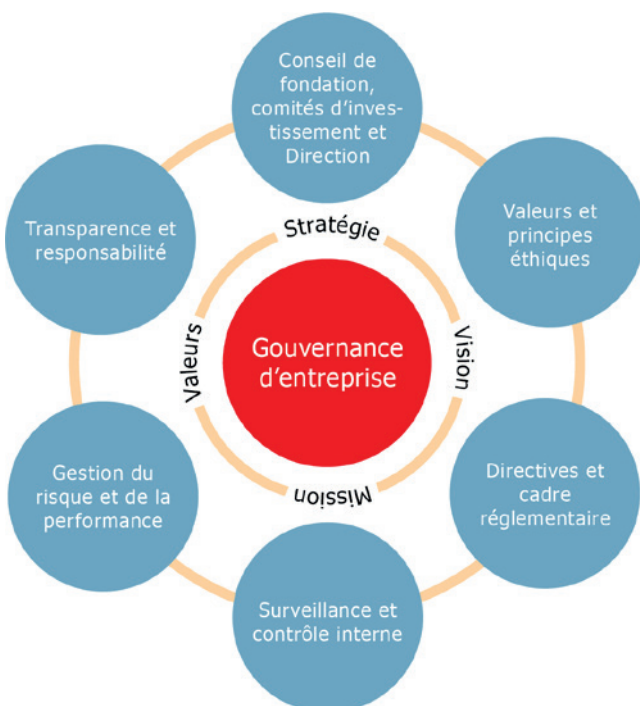 Conseil de
fondation,
comités d'inves-
tissement et
Direction
Valeurs et
principes
éthiques
Directives et
cadre
réglementaire
Surveillance et
contrôle interne
Gestion du
risque et de la
performance
Transparence et
responsabilité
Stratégie
Vision
Mission
Valeurs
Gouvernance
d'entreprise